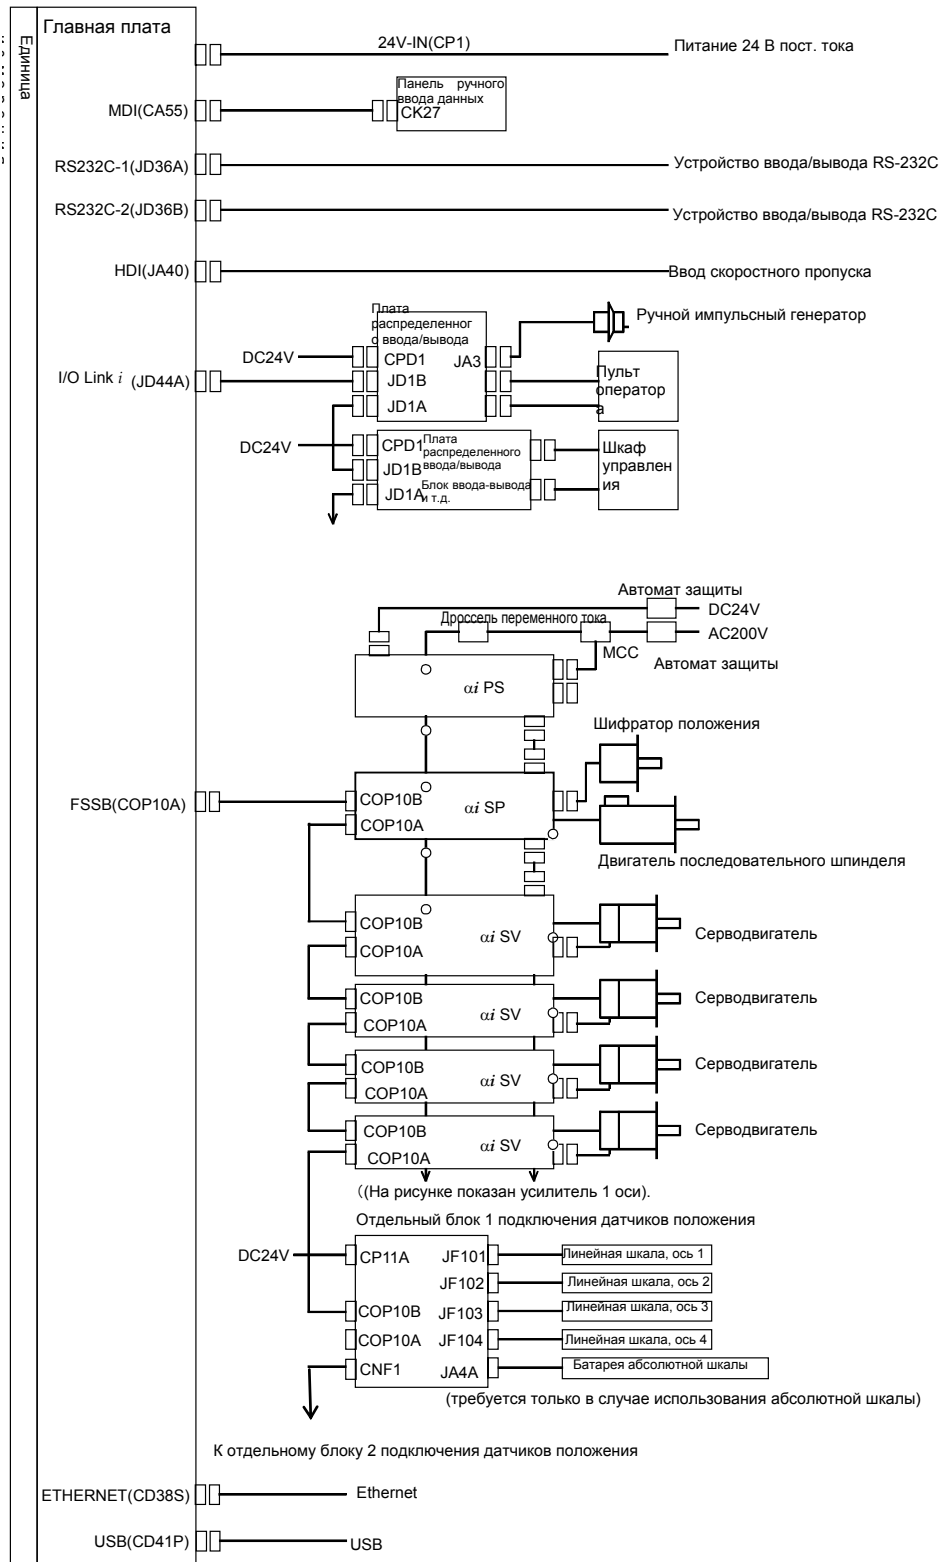 Главная плата
Единица
24V-IN(CP1)
Питание 24 В пост. тока
MDI(CA55)
Панель ручного
ввода данных
CK27
RS232C-1(JD36A)
Устройство ввода/вывода RS-232C
RS232C-2(JD36B)
Устройство ввода/вывода RS-232C
HDI(JA40)
Ввод скоростного пропуска
Плата
распределенног
о ввода/вывода
Ручной импульсный генератор
DC24V
CPD1
JA3
I/O Link i (JD44A)
JD1B
JD1A
Пульт
оператор
а
DC24V
CPD1
Плата
распределенного
ввода/вывода
JD1B
JD1A
Блок ввода-вывода
и т.д.
Шкаф
управлен
ия
Автомат защиты
DC24V
Дроссель переменного тока
AC200V
MCC
Автомат защиты
αi PS
Шифратор положения
FSSB(COP10A)
COP10B
αi SP
COP10A
Двигатель последовательного шпинделя
COP10B
αi SV
COP10A
Серводвигатель
COP10B
αi SV
COP10A
Серводвигатель
COP10B
αi SV
COP10A
Серводвигатель
COP10B
αi SV
COP10A
Серводвигатель
((На рисунке показан усилитель 1 оси).
Отдельный блок 1 подключения датчиков положения
DC24V
CP11A
JF101
Линейная шкала, ось 1
JF102
Линейная шкала, ось 2
COP10B
JF103
Линейная шкала, ось 3
COP10A
JF104
Линейная шкала, ось 4
CNF1
JA4A
Батарея абсолютной шкалы
(требуется только в случае использования абсолютной шкалы)
К отдельному блоку 2 подключения датчиков положения
ETHERNET(CD38S)
Ethernet
USB(CD41P)
USB